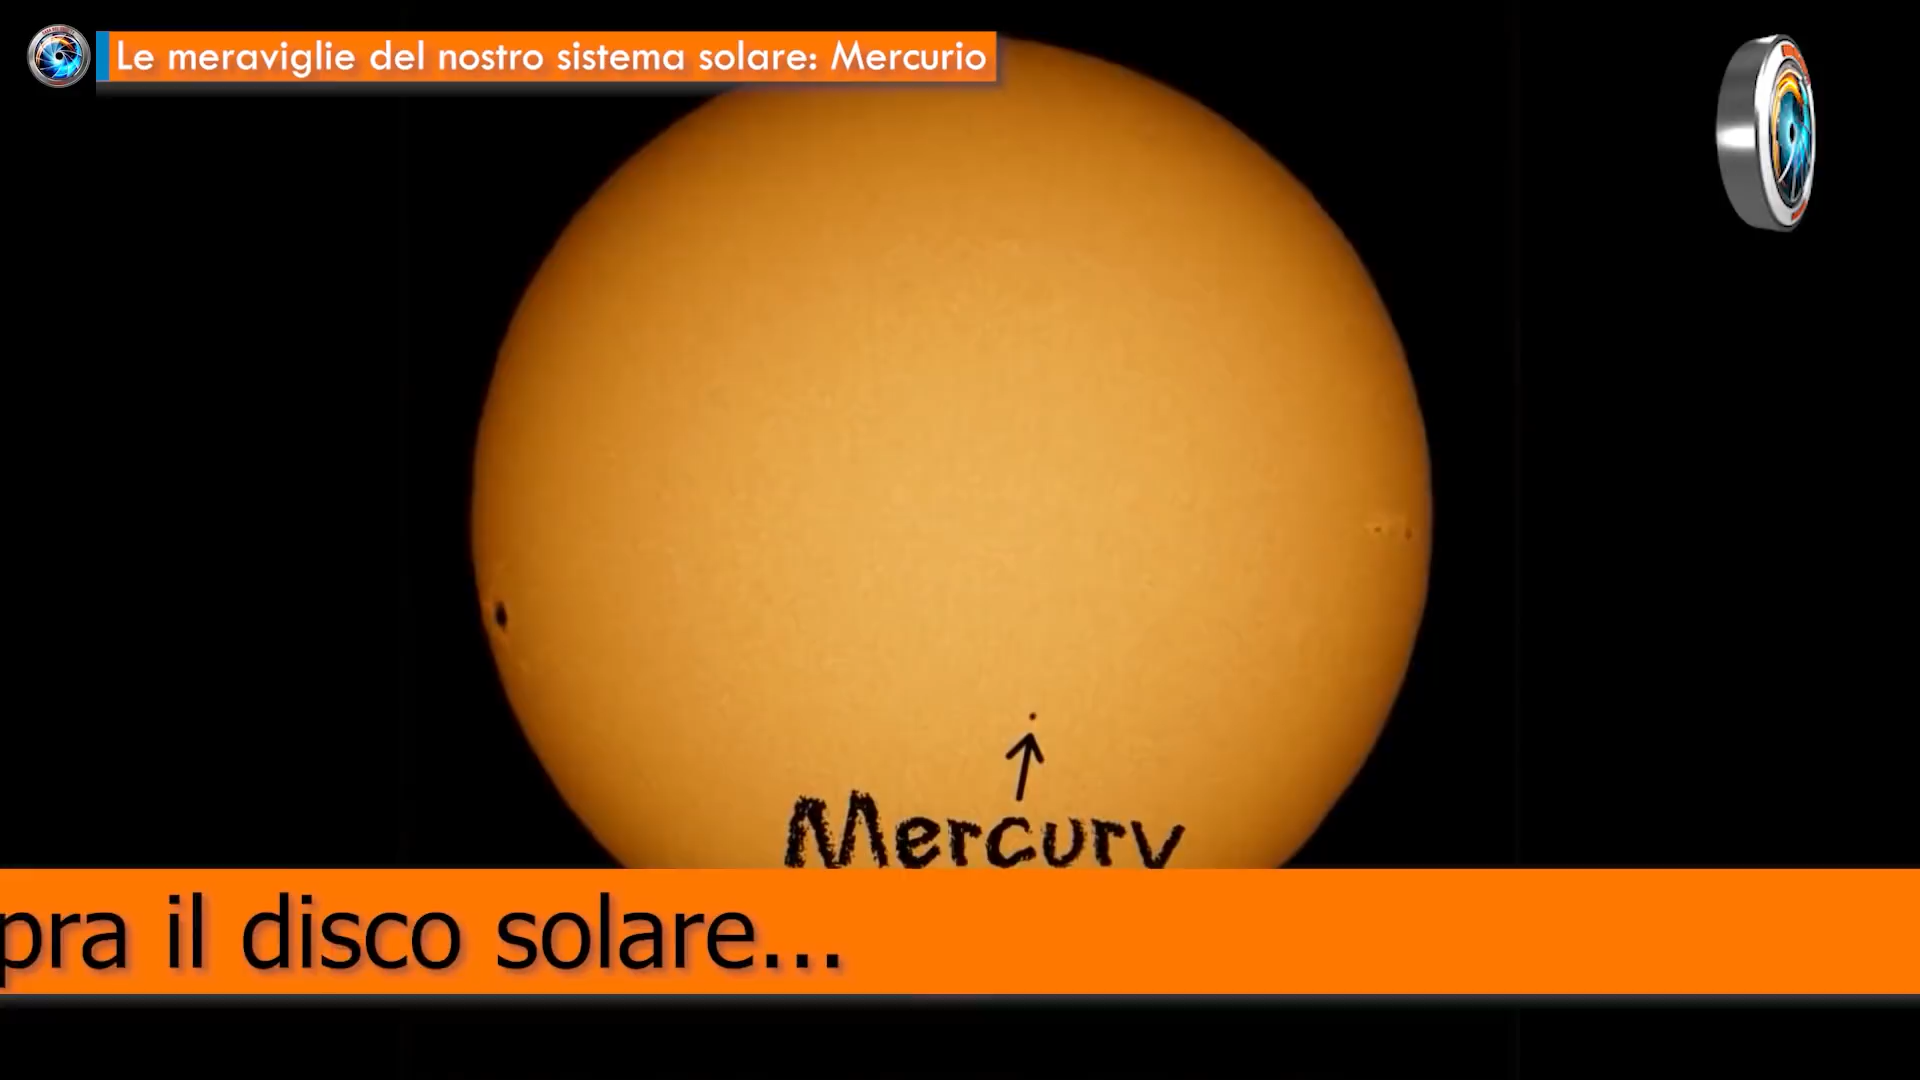 Le meraviglie del nostro sistema solare: Mercurio
Mercury
pra il disco solare...